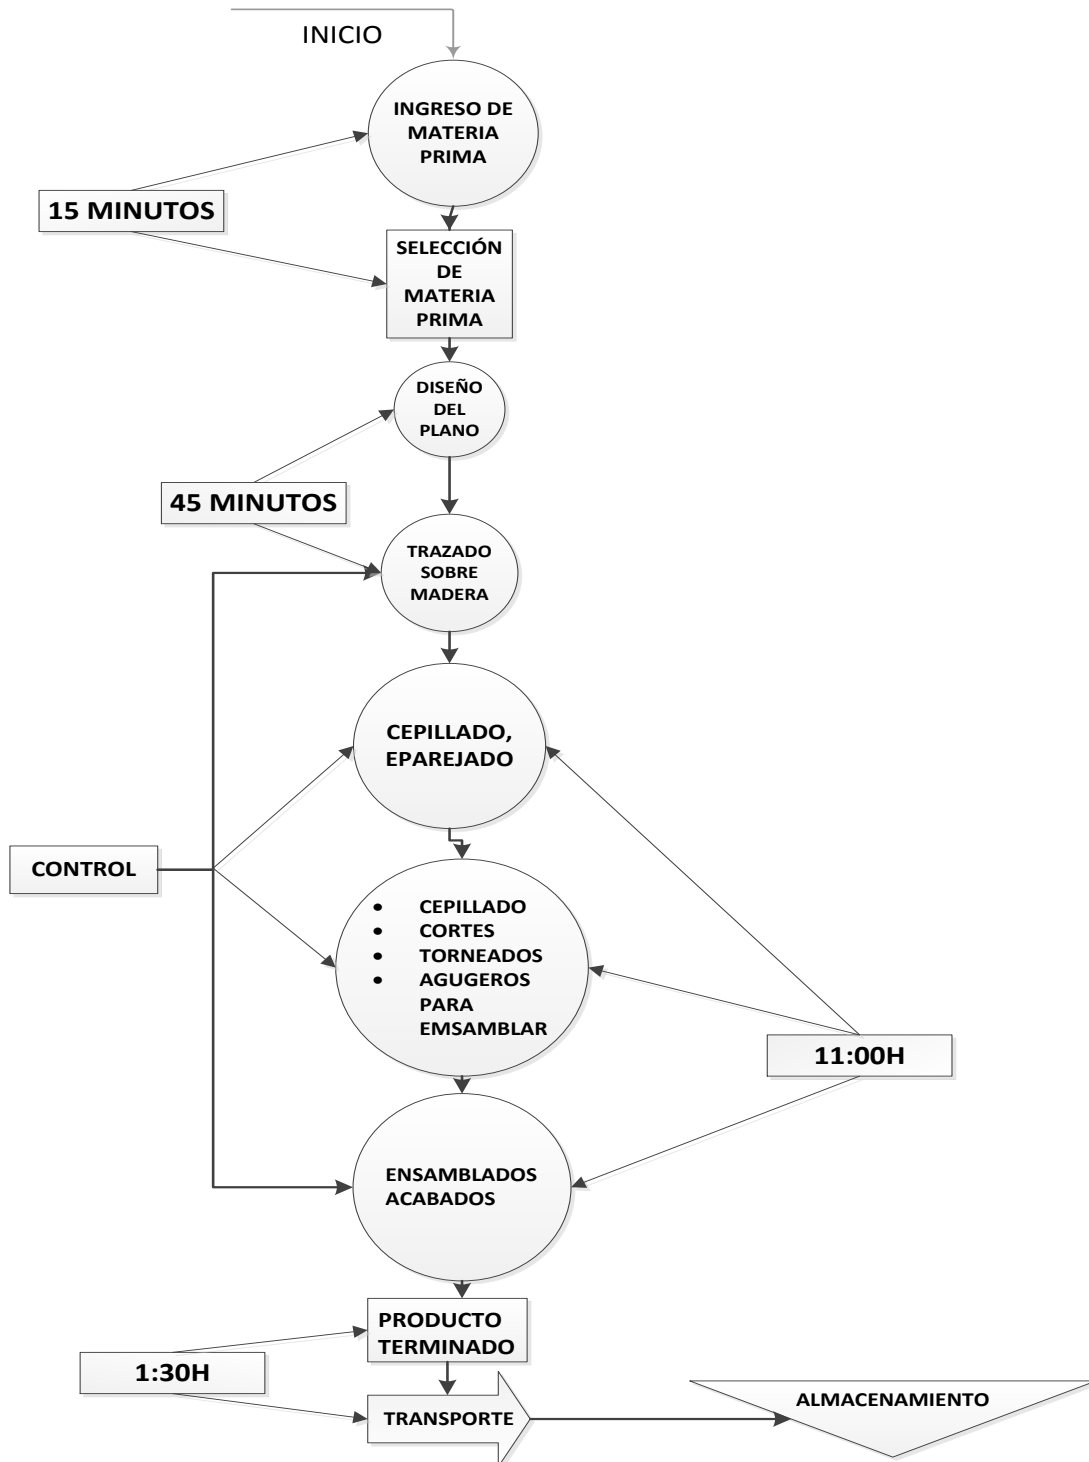 INICIO
INGRESO DE
MATERIA
PRIMA
15 MINUTOS
SELECCIÓN
DE
MATERIA
PRIMA
DISEÑO
DEL
PLANO
45 MINUTOS
TRAZADO
SOBRE
MADERA
CEPILLADO,
EPAREJADO
CONTROL
• CEPILLADO
• CORTES
• TORNEADOS
• AGUGEROS
PARA
EMSAMBLAR
11:00H
ENSAMBLADOS
ACABADOS
PRODUCTO
TERMINADO
1:30H
TRANSPORTE
ALMACENAMIENTO